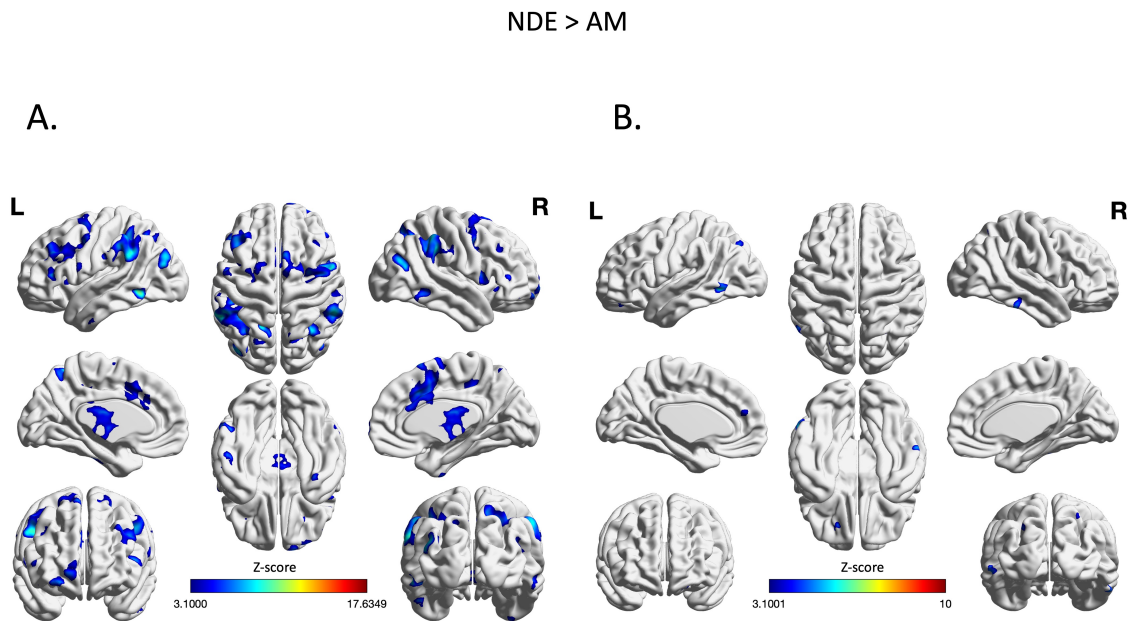 NDE > AM
A.
B.
L
R
L
R
Z-score
3.1000
17.6349
Z-score
3.1001
10